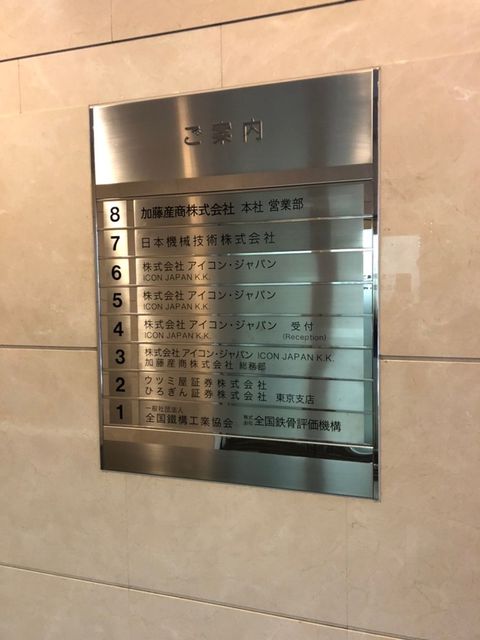 ご案内
8 加藤産商株式会社 本社 営業部
7 日本機械技術株式会社
6 株式会社 アイコン・ジャパン
ICON JAPAN K.K.
5 株式会社 アイコン・ジャパン
ICON JAPAN K.K.
4 株式会社 アイコン・ジャパン 受付
ICON JAPAN K.K. (Reception)
3 株式会社 アイコン・ジャパン ICON JAPAN K.K.
加藤産商株式会社 総務部
2 ウツミ屋証券株式会社
ひろぎん証券株式会社 東京支店
1 一般社団法人 全国鐵構工業協会 株式会社 全国鉄骨評価機構